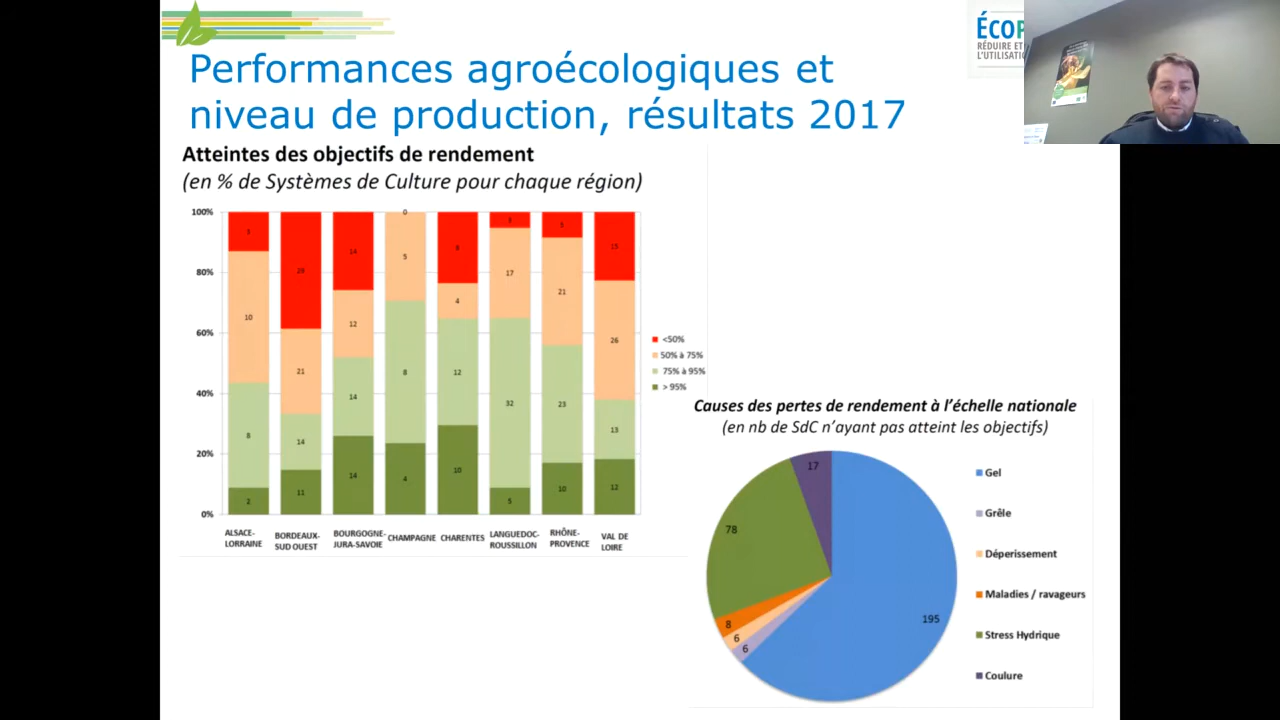 ÉCOP
RÉDUIRE ET
L'UTILISATI
Performances agroécologiques et
niveau de production, résultats 2017
Atteintes des objectifs de rendement
(en % de Systèmes de Culture pour chaque région)
100%
80%
60%
40%
20%
0%
3
10
8
2
21
14
11
14
12
14
14
0
5
8
4
8
4
12
10
3
17
32
5
3
21
23
10
15
26
13
12
ALSACE-
LORRAINE
BORDEAUX-
SUD OUEST
BOURGOGNE-
JURA-SAVOIE
CHAMPAGNE
CHARENTES
LANGUEDOC-
ROUSSILLON
RHÔNE-
PROVENCE
VAL DE
LOIRE
<50%
50% à 75%
75% à 95%
> 95%
Causes des pertes de rendement à l'échelle nationale
(en nb de SdC n'ayant pas atteint les objectifs)
17
78
8
6
6
195
Gel
Grêle
Déperissement
Maladies / ravageurs
Stress Hydrique
Coulure